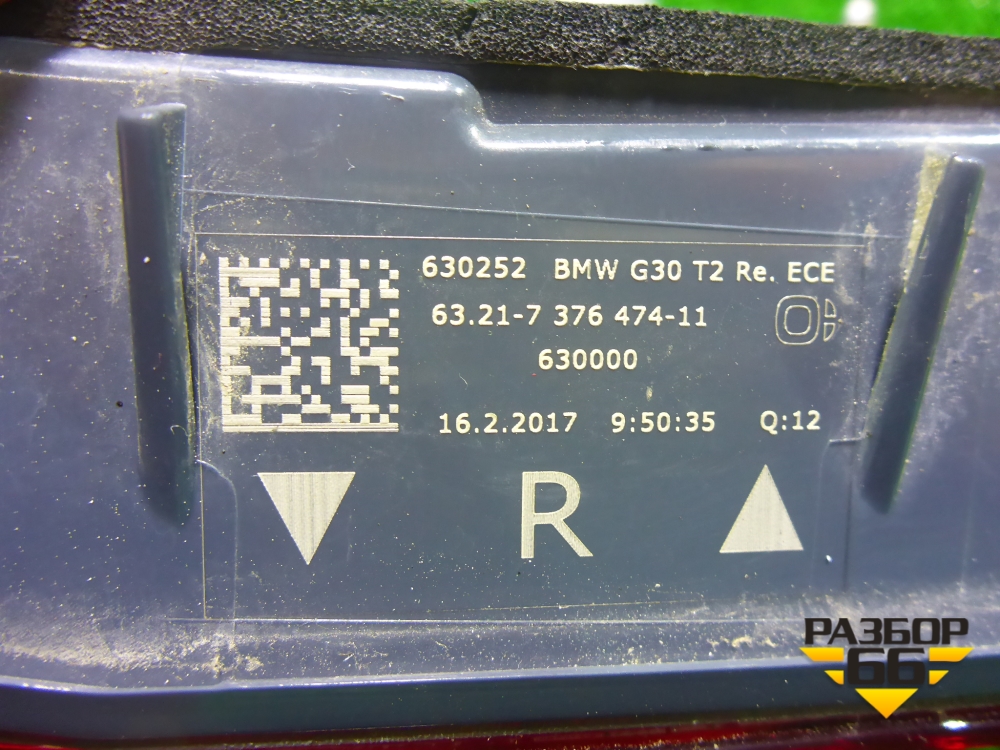 630252 BMW G30 T2 Re. ECE
63.21-7 376 474-11
630000
16.2.2017 9:50:35 Q:12
R
РАЗБОР
66